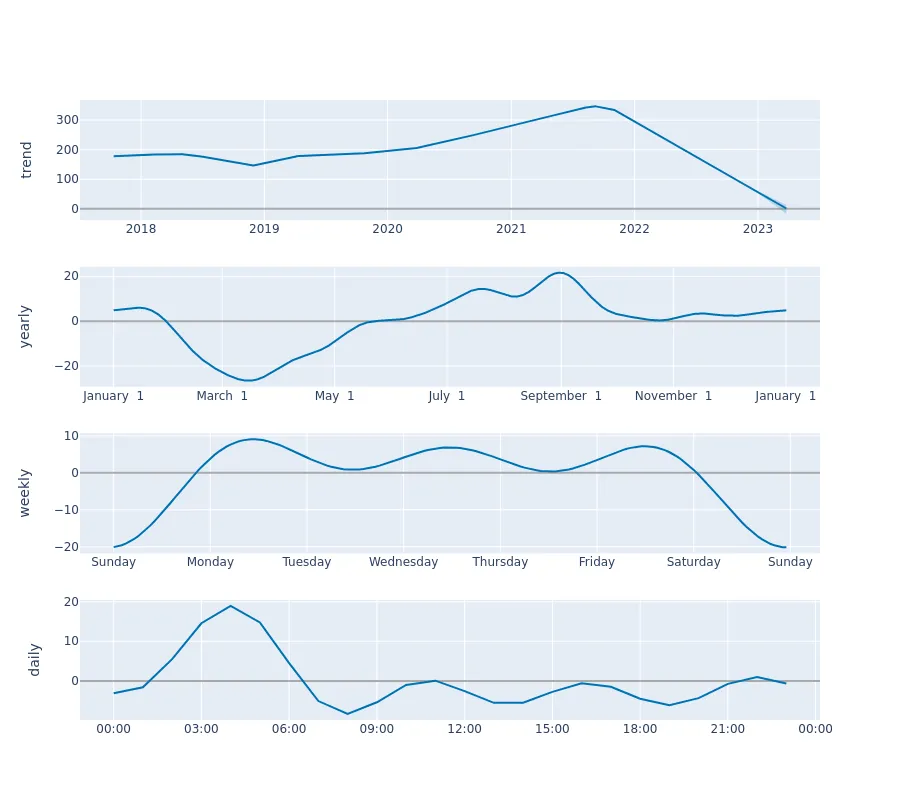 trend
300
200
100
0
2018 2019 2020 2021 2022 2023
yearly
20
0
−20
January 1 March 1 May 1 July 1 September 1 November 1 January 1
weekly
10
0
−10
−20
Sunday Monday Tuesday Wednesday Thursday Friday Saturday Sunday
daily
20
10
0
00:00 03:00 06:00 09:00 12:00 15:00 18:00 21:00 00:00